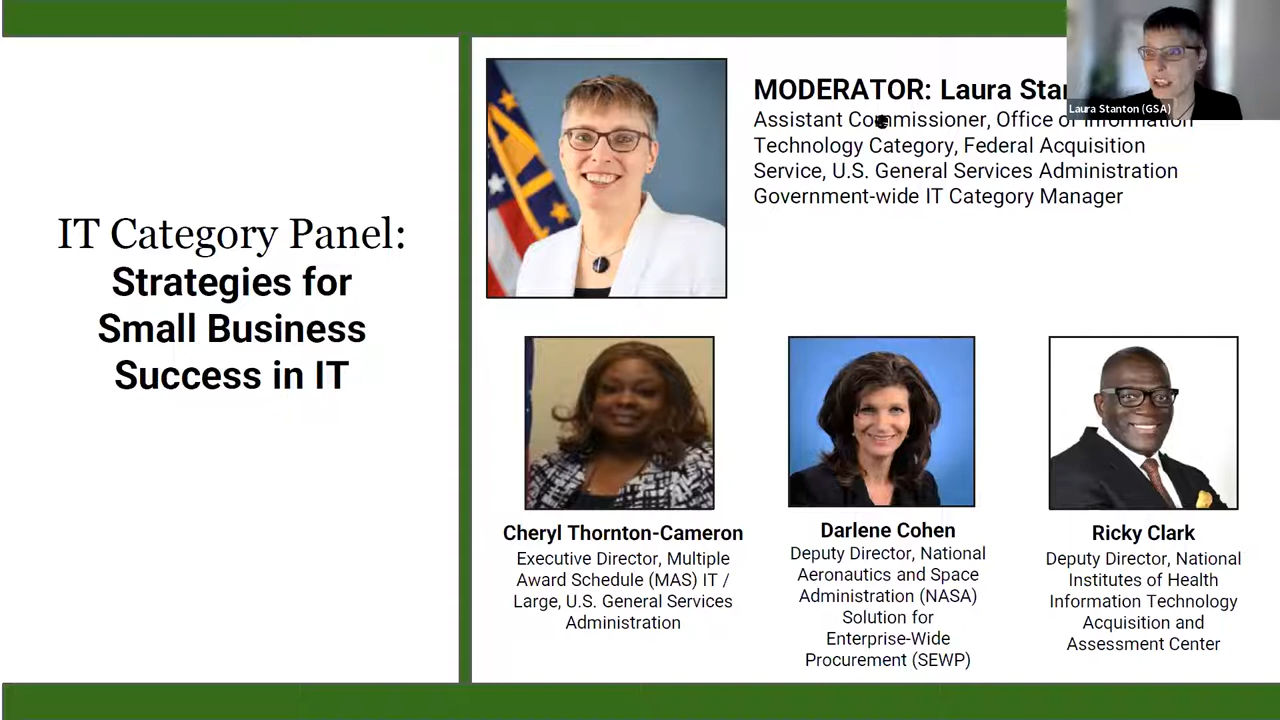 IT Category Panel:
Strategies for
Small Business
Success in IT
MODERATOR: Laura
Assistant Commissioner, Office of Information
Technology Category, Federal Acquisition
Service, U.S. General Services Administration
Government-wide IT Category Manager
Laura Stanton (GSA)
Cheryl Thornton-Cameron
Executive Director, Multiple
Award Schedule (MAS) IT /
Large, U.S. General Services
Administration
Darlene Cohen
Deputy Director, National
Aeronautics and Space
Administration (NASA)
Solution for
Enterprise-Wide
Procurement (SEWP)
Ricky Clark
Deputy Director, National
Institutes of Health
Information Technology
Acquisition and
Assessment Center